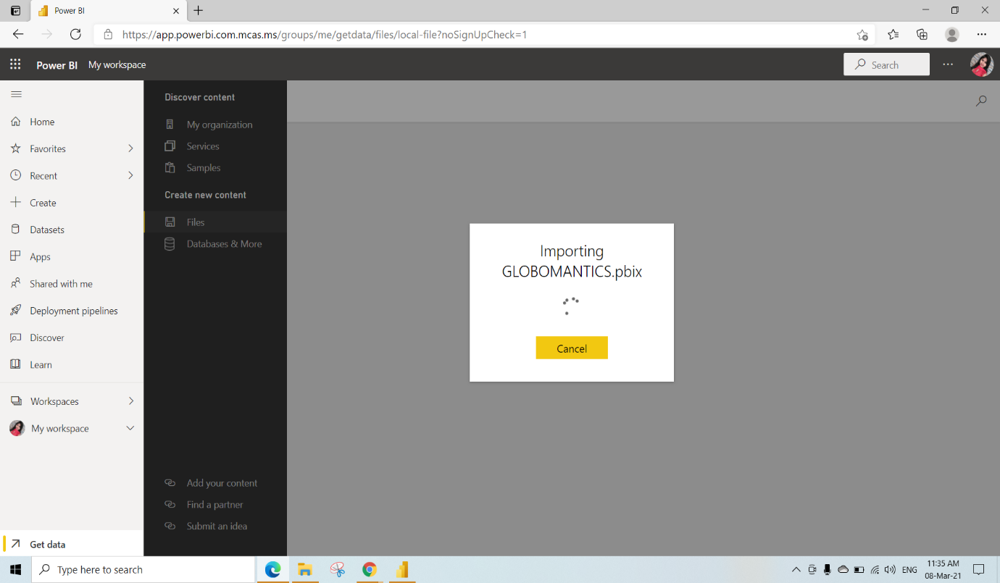 Power BI
https://app.powerbi.com.mcas.ms/groups/me/getdata/files/local-file?noSignUpCheck=1
Power BI My workspace
Search
Home
Favorites
Recent
Create
Datasets
Apps
Shared with me
Deployment pipelines
Discover
Learn
Workspaces
My workspace
Get data
Discover content
My organization
Services
Samples
Create new content
Files
Databases & More
Add your content
Find a partner
Submit an idea
Importing
GLOBOMANTICS.pbix
Cancel
Type here to search
ENG
11:35 AM
08-Mar-21